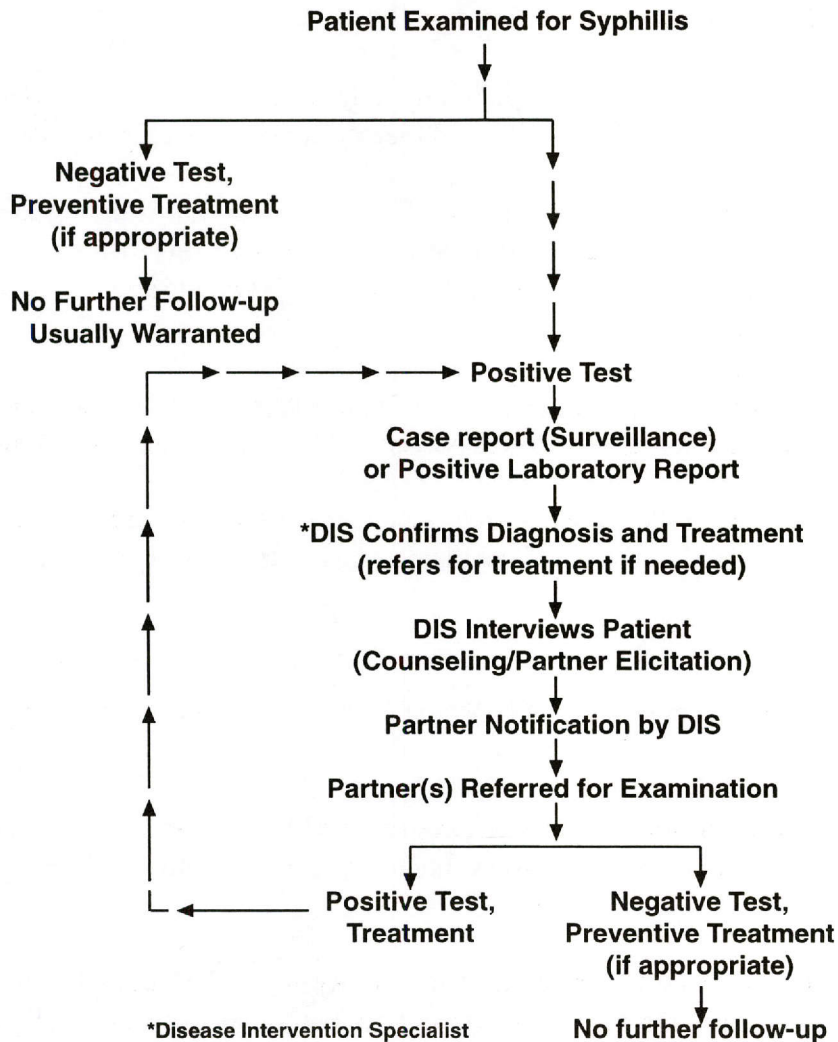 Patient Examined for Syphillis
Negative Test,
Preventive Treatment
(if appropriate)
No Further Follow-up
Usually Warranted
Positive Test
Case report (Surveillance)
or Positive Laboratory Report
*DIS Confirms Diagnosis and Treatment
(refers for treatment if needed)
DIS Interviews Patient
(Counseling/Partner Elicitation)
Partner Notification by DIS
Partner(s) Referred for Examination
Positive Test,
Treatment
Negative Test,
Preventive Treatment
(if appropriate)
No further follow-up
*Disease Intervention Specialist